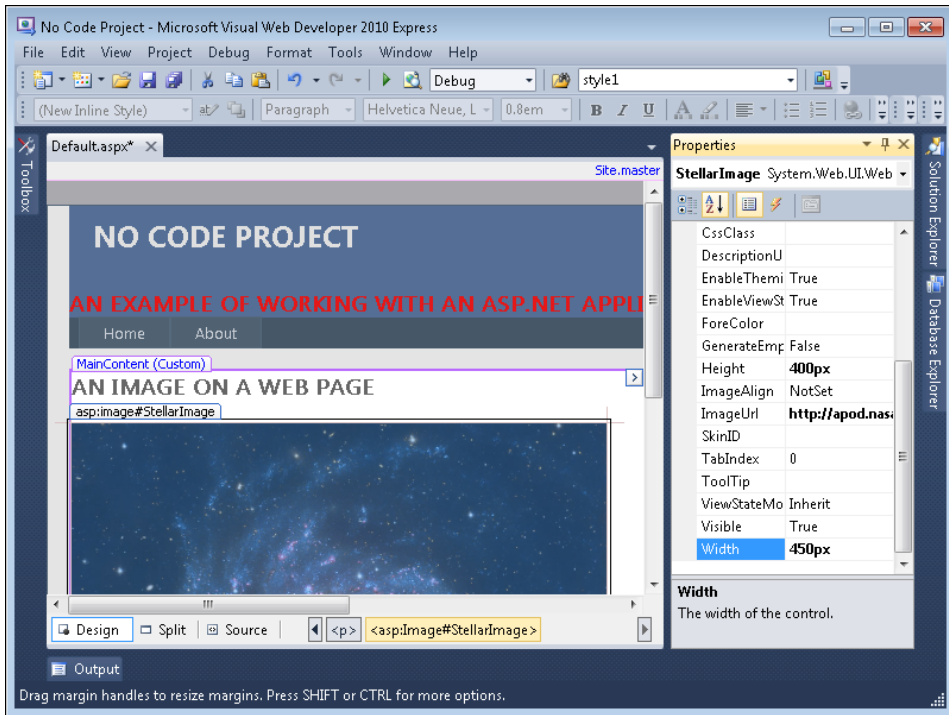 No Code Project - Microsoft Visual Web Developer 2010 Express
File Edit View Project Debug Format Tools Window Help
Debug style1
(New Inline Style) Paragraph Helvetica Neue, L 0.8em B I U A
Toolbox
Default.aspx*
Site.master
NO CODE PROJECT
AN EXAMPLE OF WORKING WITH AN ASP.NET APPLI
Home About
MainContent (Custom)
AN IMAGE ON A WEB PAGE
asp:image#StellarImage
Design Split Source <p> <asp:Image#StellarImage>
Properties
StellarImage System.Web.UI.Web
CssClass
DescriptionU
EnableThemi True
EnableViewSt True
ForeColor
GenerateEmp False
Height 400px
ImageAlign NotSet
ImageUrl http://apod.nasa
SkinID
TabIndex 0
ToolTip
ViewStateMo Inherit
Visible True
Width 450px
Width
The width of the control.
Solution Explorer
Database Explorer
Output
Drag margin handles to resize margins. Press SHIFT or CTRL for more options.